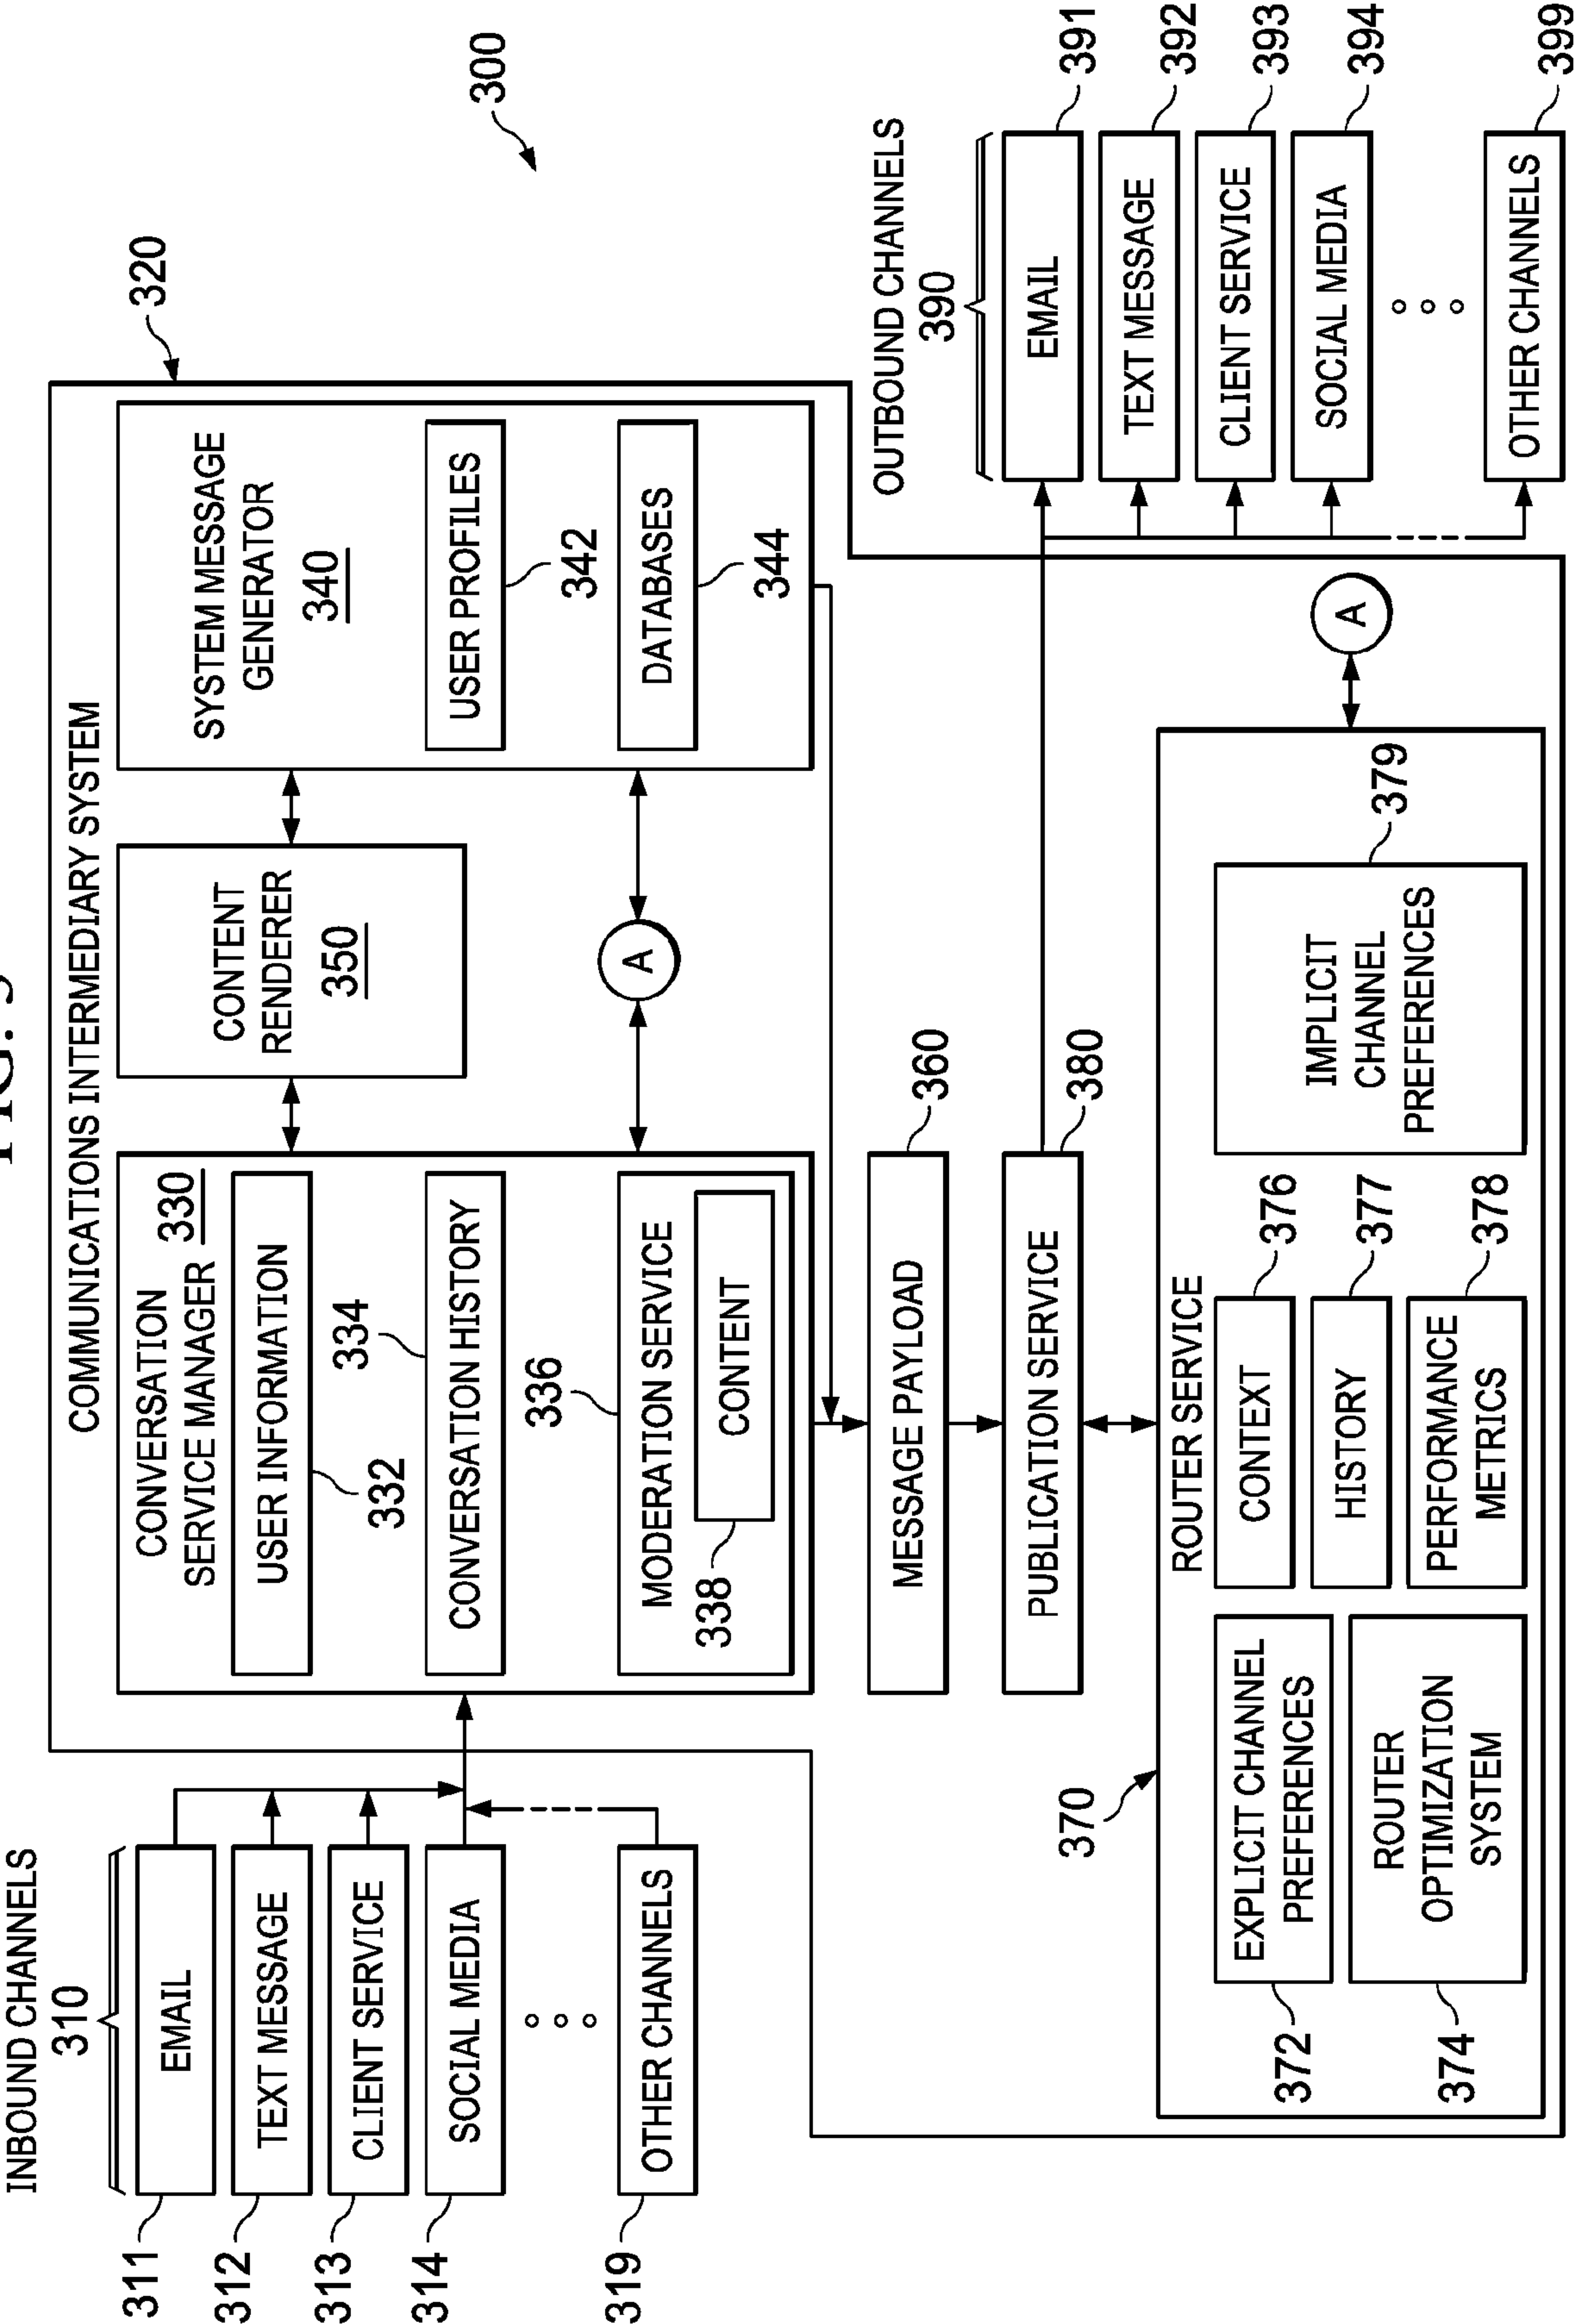 FIG. 3
300
INBOUND CHANNELS
310
EMAIL
311
TEXT MESSAGE
312
CLIENT SERVICE
313
SOCIAL MEDIA
314
OTHER CHANNELS
319
COMMUNICATIONS INTERMEDIARY SYSTEM
320
CONVERSATION
SERVICE MANAGER
330
USER INFORMATION
332
334
CONVERSATION HISTORY
336
MODERATION SERVICE
CONTENT
338
CONTENT
RENDERER
350
A
SYSTEM MESSAGE
GENERATOR
340
USER PROFILES
342
DATABASES
344
MESSAGE PAYLOAD
360
PUBLICATION SERVICE
380
370
ROUTER SERVICE
EXPLICIT CHANNEL
PREFERENCES
372
ROUTER
OPTIMIZATION
SYSTEM
374
CONTEXT
376
HISTORY
377
PERFORMANCE
METRICS
378
IMPLICIT
CHANNEL
PREFERENCES
379
A
OUTBOUND CHANNELS
390
EMAIL
391
TEXT MESSAGE
392
CLIENT SERVICE
393
SOCIAL MEDIA
394
OTHER CHANNELS
399